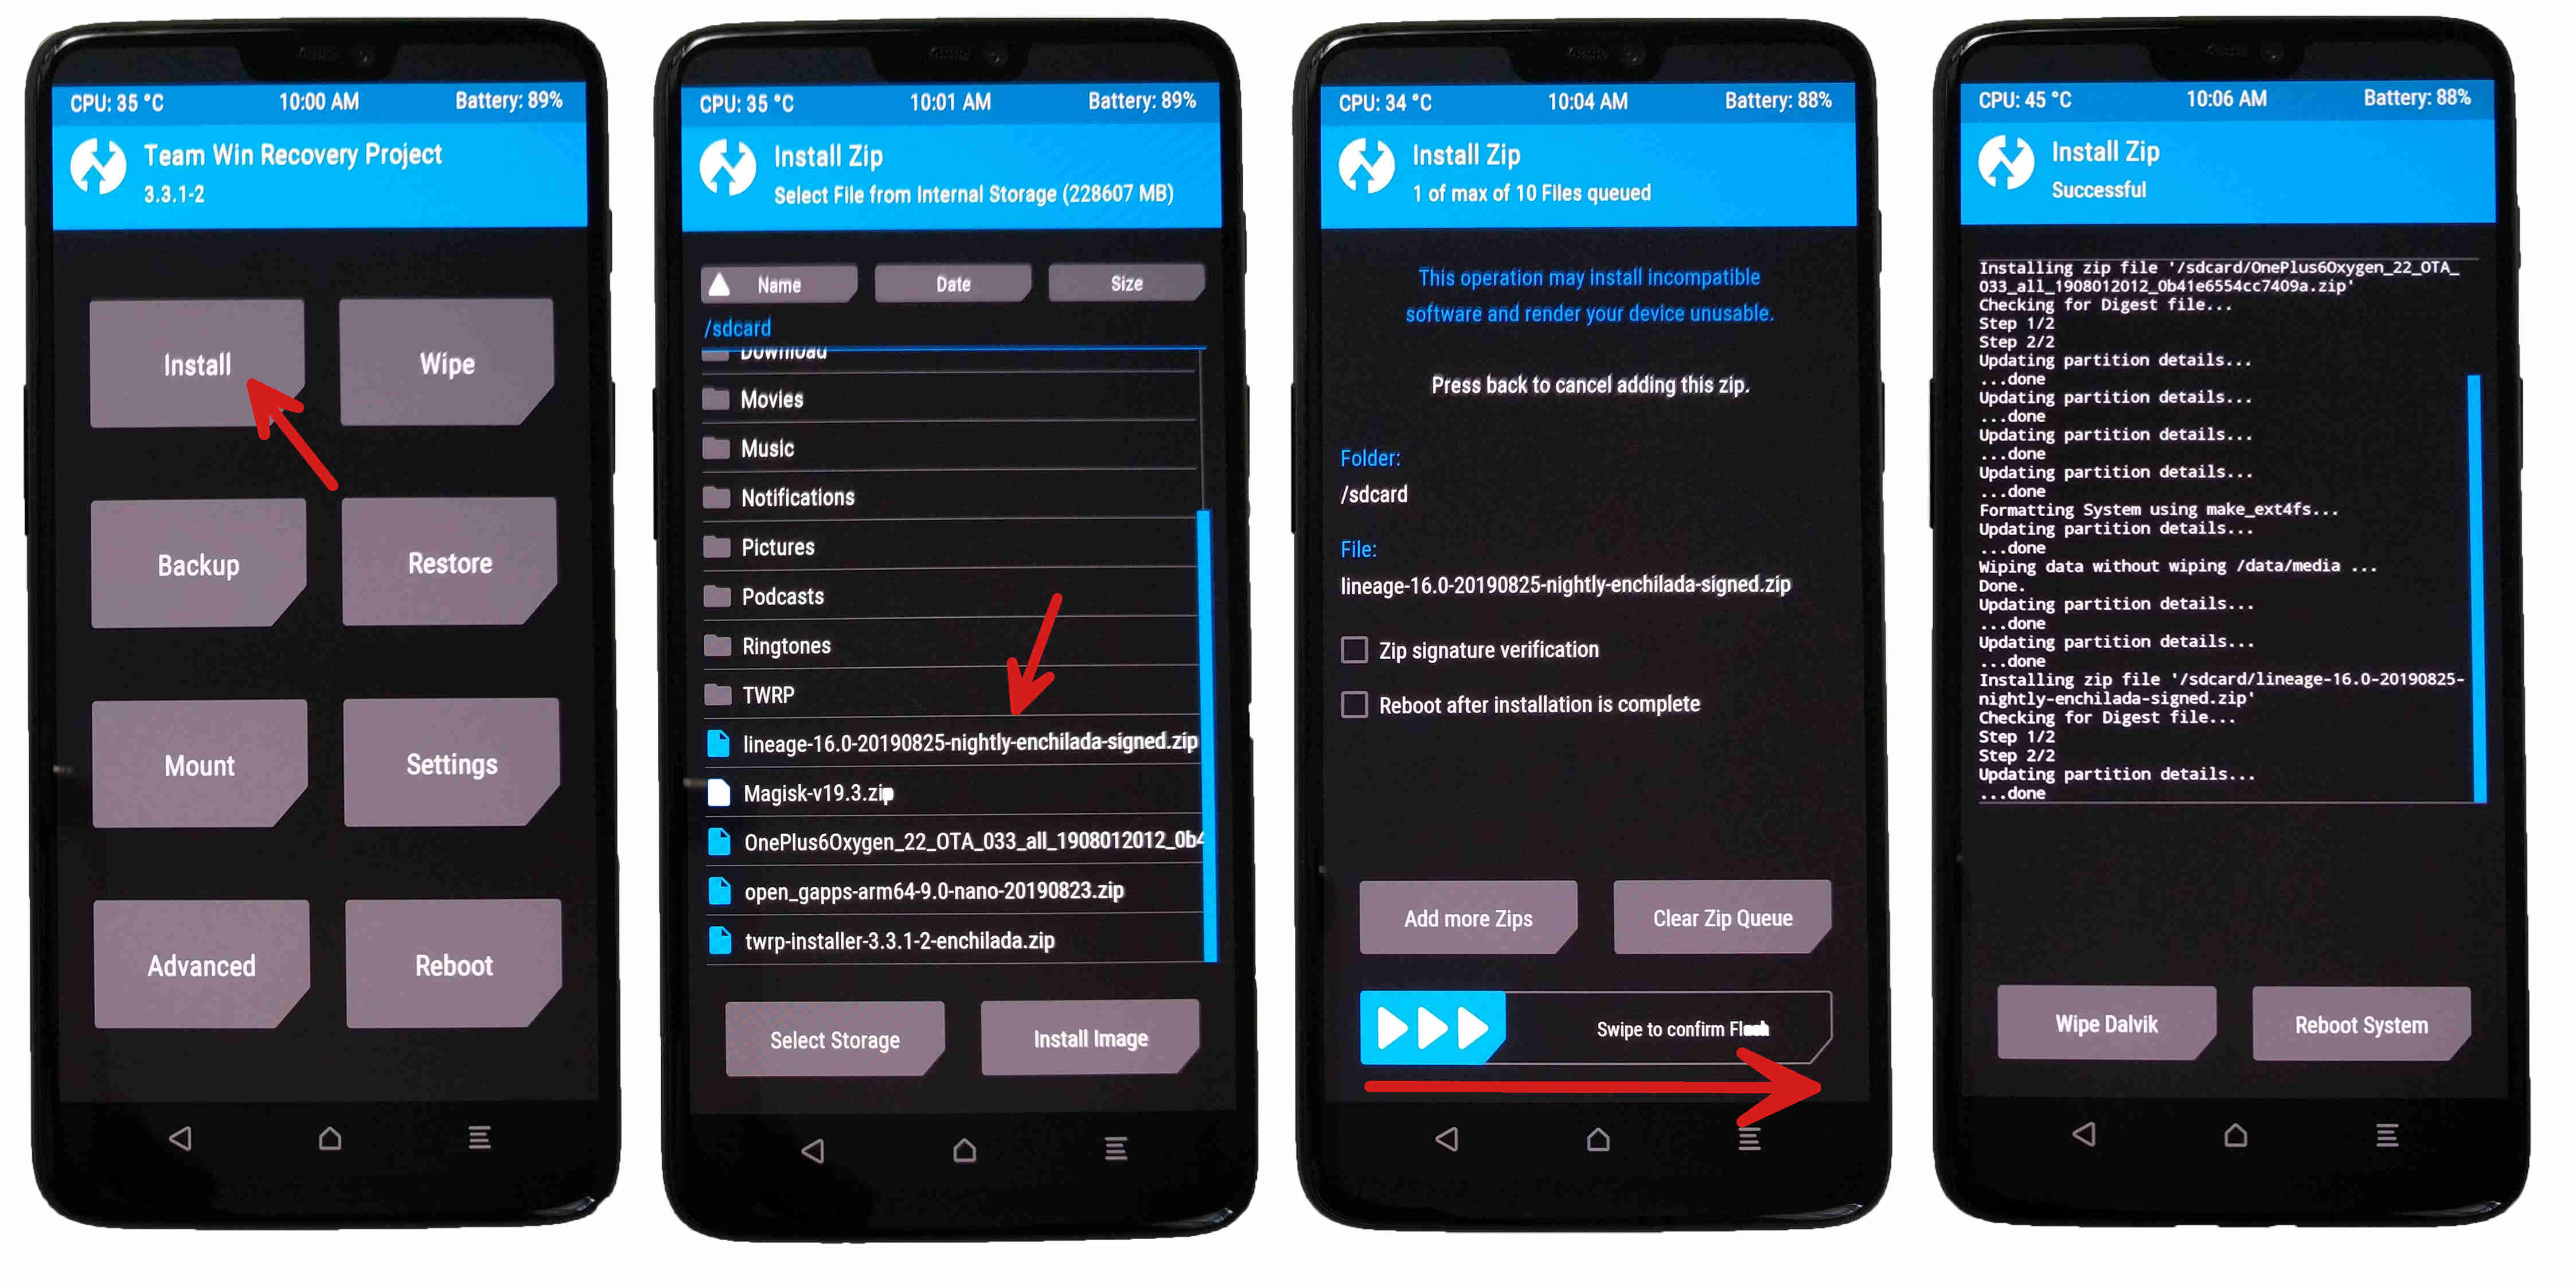 CPU: 35 °C 10:00 AM Battery: 89%
Team Win Recovery Project
3.3.1-2
Install Wipe
Backup Restore
Mount Settings
Advanced Reboot
CPU: 35 °C 10:01 AM Battery: 89%
Install Zip
Select File from Internal Storage (228607 MB)
Name Date Size
/sdcard
Download
Movies
Music
Notifications
Pictures
Podcasts
Ringtones
TWRP
lineage-16.0-20190825-nightly-enchilada-signed.zip
Magisk-v19.3.zip
OnePlus6Oxygen_22_OTA_033_all_1908012012_0b4
open_gapps-arm64-9.0-nano-20190823.zip
twrp-installer-3.3.1-2-enchilada.zip
Select Storage Install Image
CPU: 34 °C 10:04 AM Battery: 88%
Install Zip
1 of max of 10 Files queued
This operation may install incompatible
software and render your device unusable.
Press back to cancel adding this zip.
Folder:
/sdcard
File:
lineage-16.0-20190825-nightly-enchilada-signed.zip
Zip signature verification
Reboot after installation is complete
Add more Zips Clear Zip Queue
Swipe to confirm Flash
CPU: 45 °C 10:06 AM Battery: 88%
Install Zip
Successful
Installing zip file '/sdcard/OnePlus6Oxygen_22_OTA_
033_all_1908012012_0b41e6554cc7409a.zip'
Checking for Digest file...
Step 1/2
Step 2/2
Updating partition details...
...done
Updating partition details...
...done
Updating partition details...
...done
Updating partition details...
...done
Formatting System using make_ext4fs...
Updating partition details...
...done
Wiping data without wiping /data/media ...
Done.
Updating partition details...
...done
Updating partition details...
...done
Installing zip file '/sdcard/lineage-16.0-20190825-
nightly-enchilada-signed.zip'
Checking for Digest file...
Step 1/2
Step 2/2
Updating partition details...
...done
Wipe Dalvik Reboot System